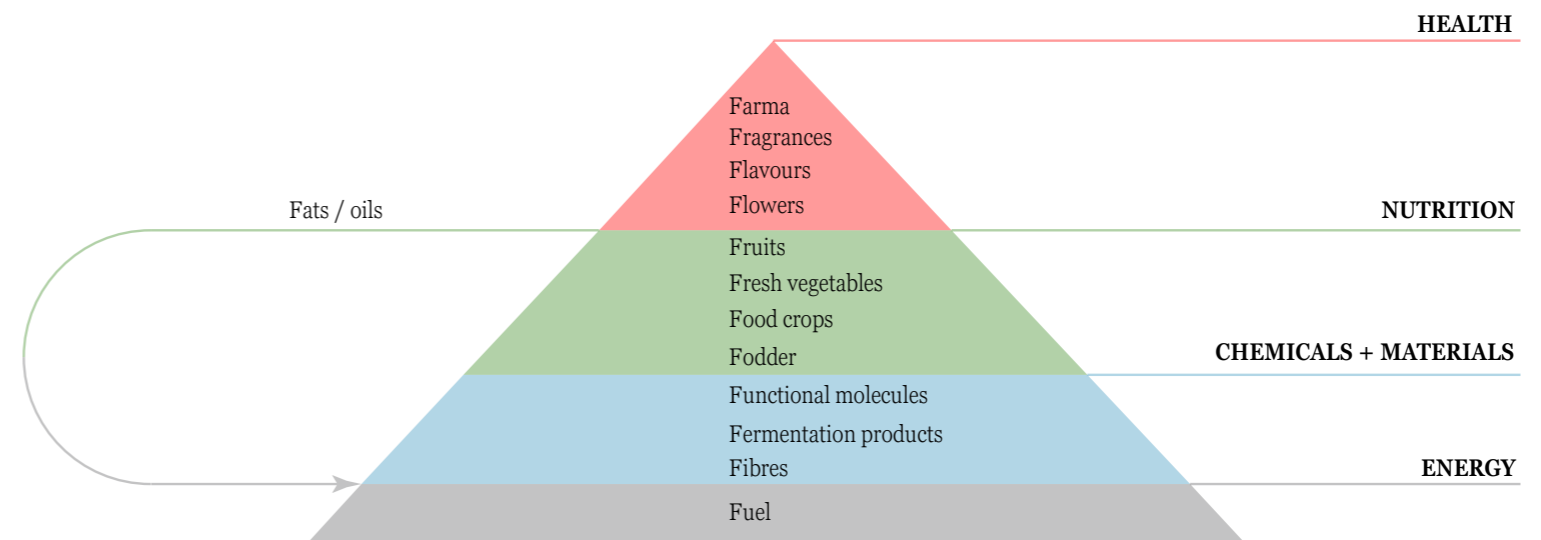 HEALTH
Farma
Fragrances
Flavours
Flowers
Fats / oils
NUTRITION
Fruits
Fresh vegetables
Food crops
Fodder
CHEMICALS + MATERIALS
Functional molecules
Fermentation products
Fibres
ENERGY
Fuel